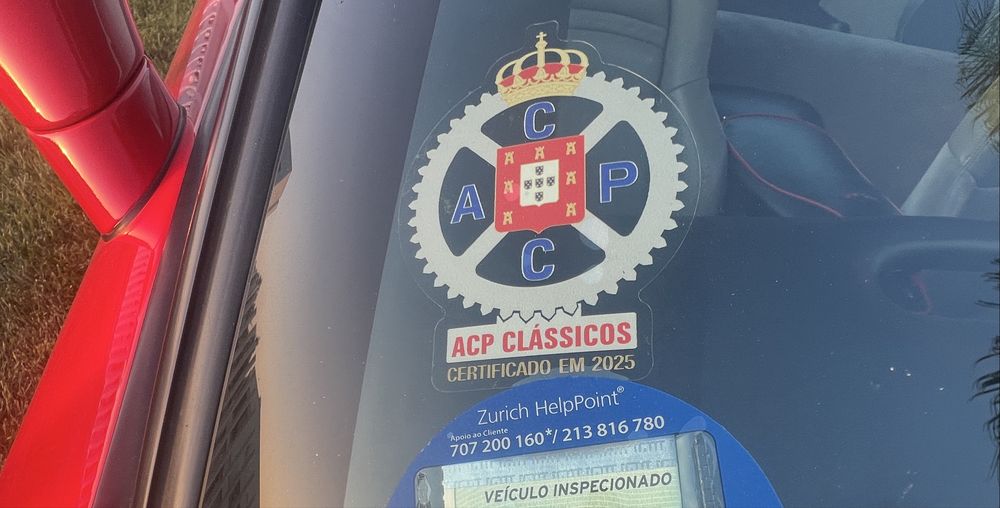 C
A P
C
ACP CLÁSSICOS
CERTIFICADO EM 2025
Zurich HelpPoint®
Apoio ao Cliente
707 200 160*/ 213 816 780
VEÍCULO INSPECIONADO